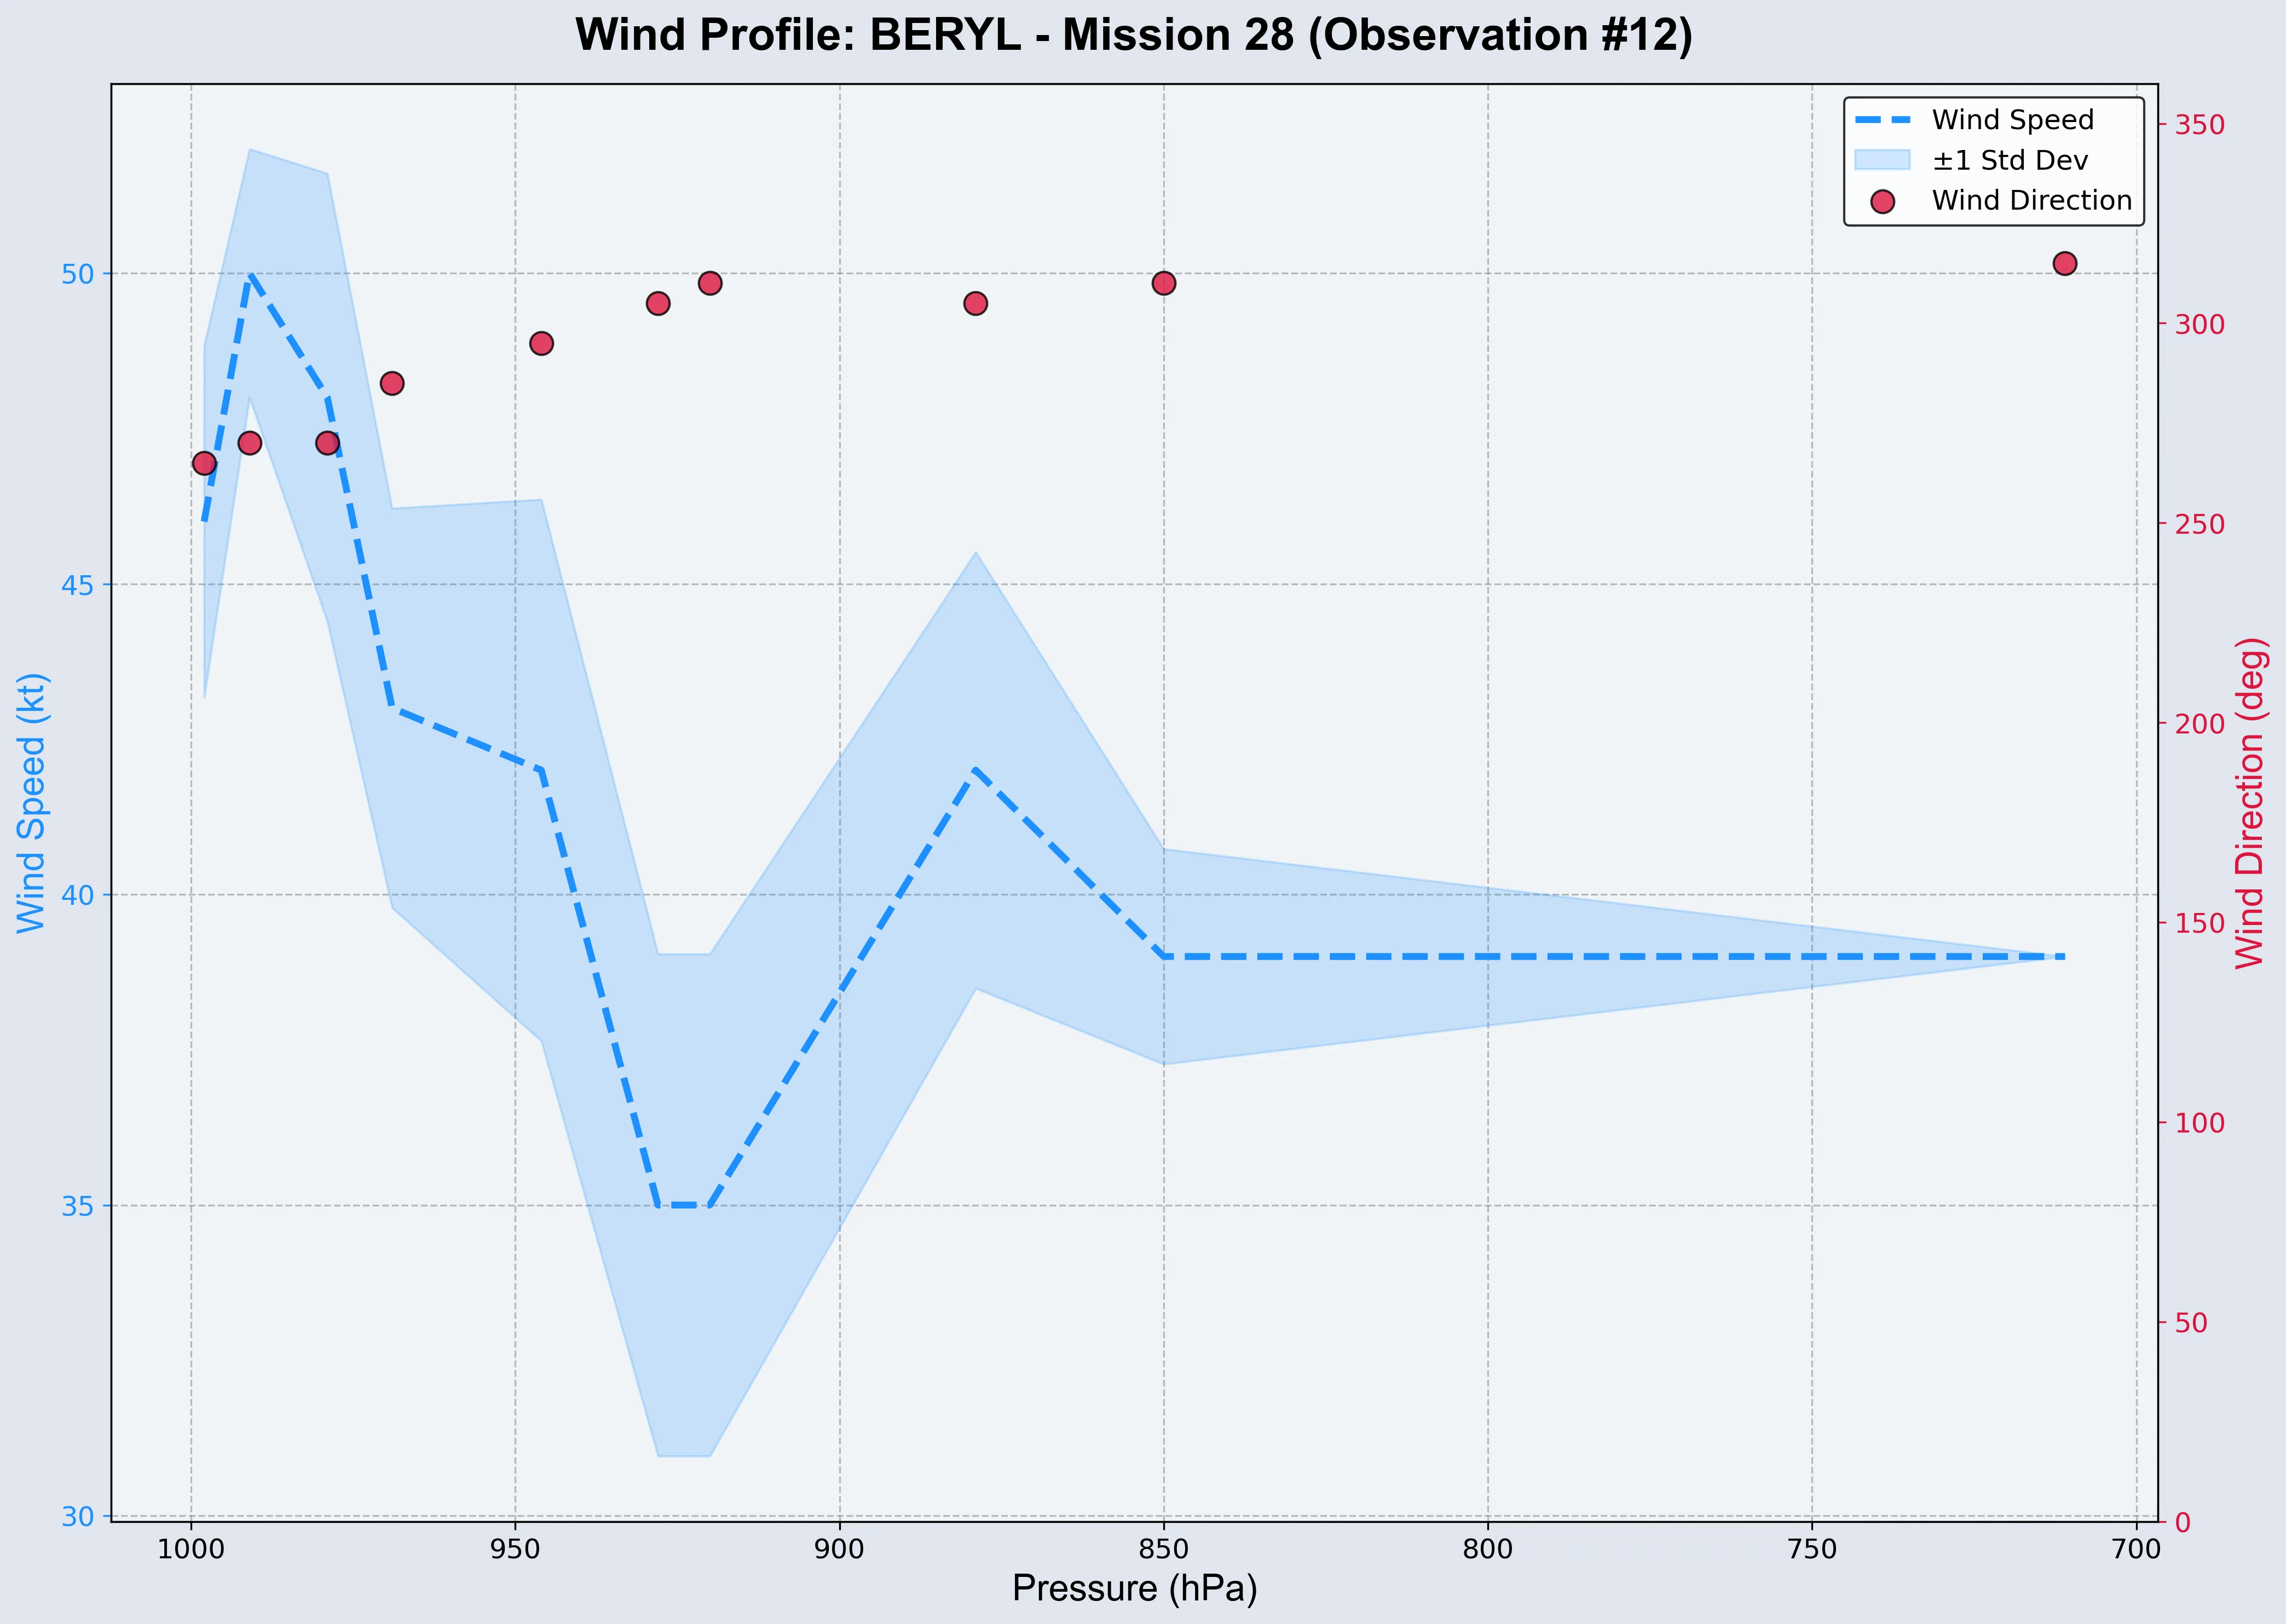 Wind Profile: BERYL - Mission 28 (Observation #12)
Wind Speed
±1 Std Dev
Wind Direction
50
45
40
35
30
Wind Speed (kt)
350
300
250
200
150
100
50
0
Wind Direction (deg)
1000
950
900
850
800
750
700
Pressure (hPa)